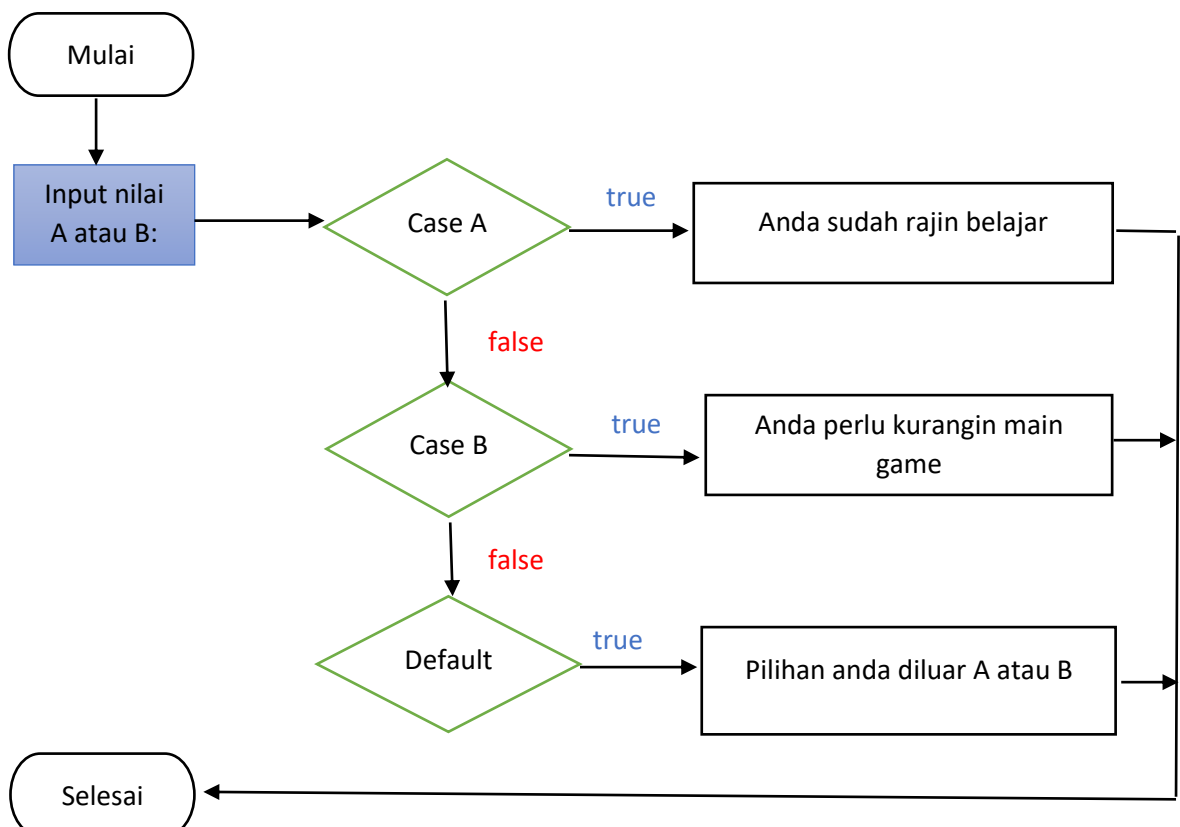 Mulai
Input nilai
A atau B:
Case A
true
Anda sudah rajin belajar
false
Case B
true
Anda perlu kurangin main
game
false
Default
true
Pilihan anda diluar A atau B
Selesai